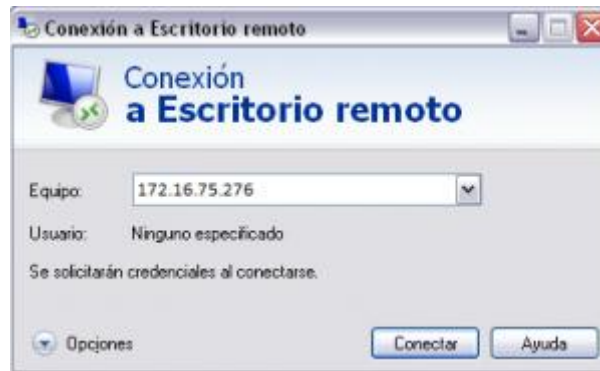 Conexión a Escritorio remoto
Conexión
a Escritorio remoto
Equipo: 172.16.75.276
Usuario: Ninguno especificado
Se solicitarán credenciales al conectarse.
Opciones Conectar Ayuda